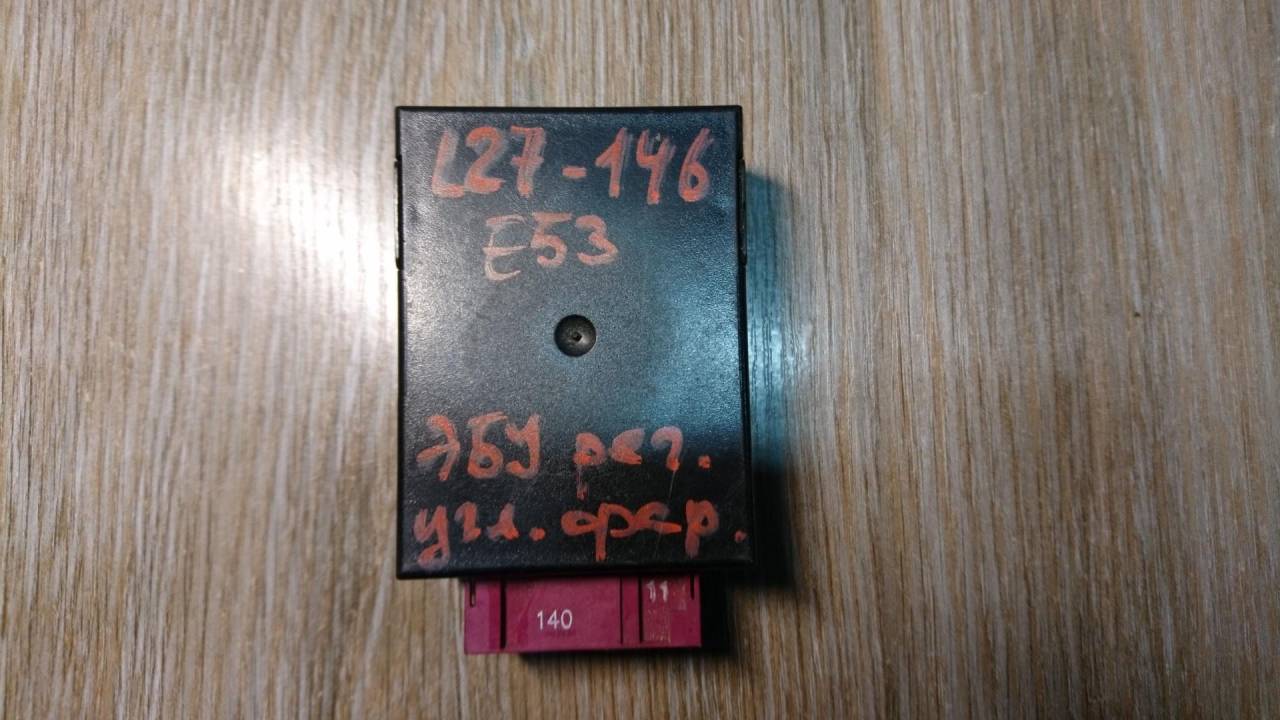 L27-146
E53
ЭБУ рег.
угл. фар.
11
140